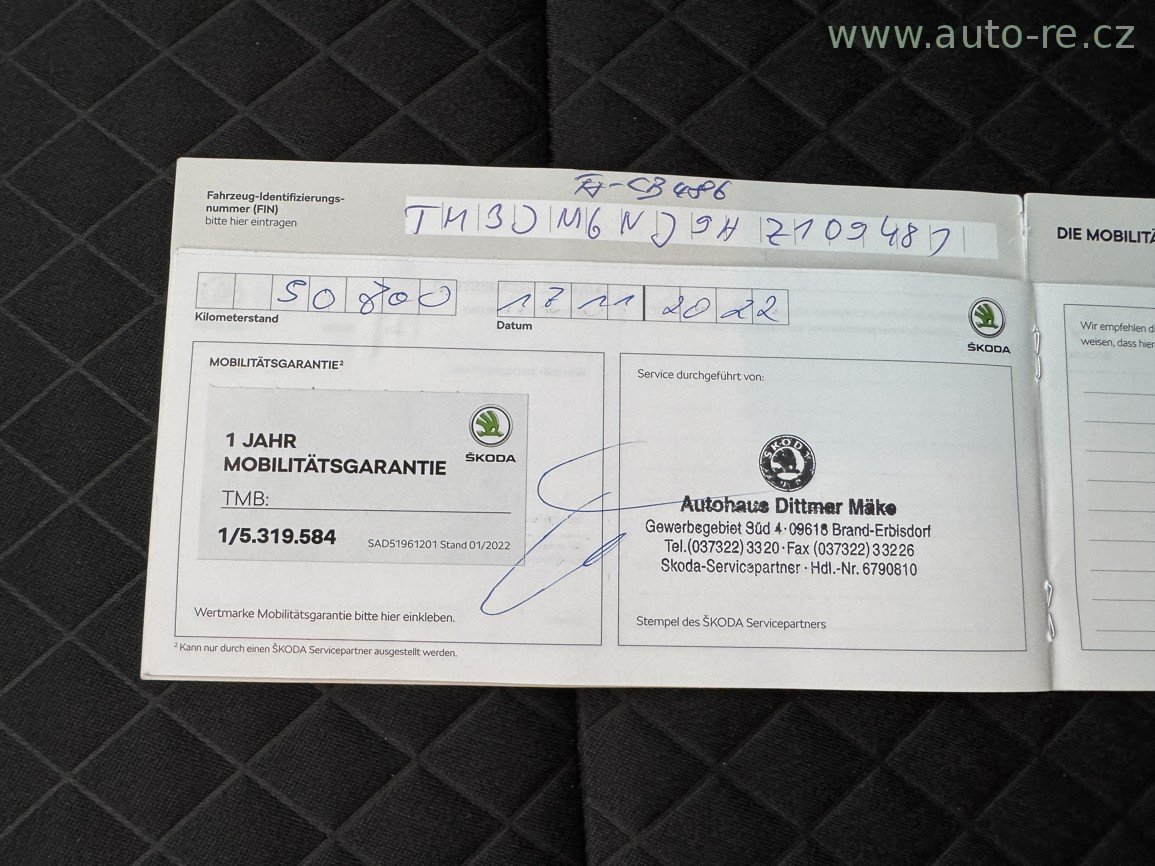 www.auto-re.cz
Fahrzeug-Identifizierungs-
nummer (FIN)
bitte hier eintragen
50800
Kilometerstand
17 11 2022
Datum
ŠKODA
DIE MOBILITÄ
MOBILITÄTSGARANTIE²
1 JAHR
MOBILITÄTSGARANTIE
ŠKODA
TMB:
1/5.319.584
SAD51961201 Stand 01/2022
Wertmarke Mobilitätsgarantie bitte hier einkleben.
² Kann nur durch einen ŠKODA Servicepartner ausgestellt werden.
Service durchgeführt von:
ŠKODA
Autohaus Dittmar Mäke
Gewerbegebiet Süd 4·09618 Brand-Erbisdorf
Tel.(037322) 3320·Fax (037322) 33226
Skoda-Servicepartner · Hdl.-Nr. 6790810
Stempel des ŠKODA Servicepartners
Wir empfehlen di
weisen, dass hier